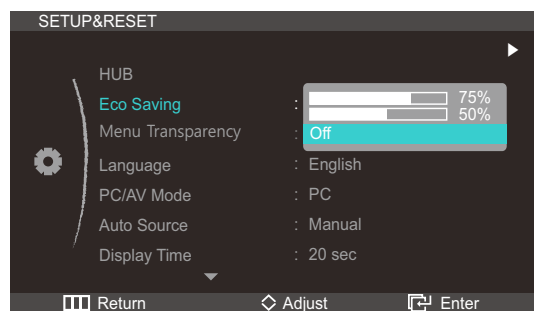 SETUP&RESET
HUB
Eco Saving : 75%
50%
Menu Transparency : Off
Language : English
PC/AV Mode : PC
Auto Source : Manual
Display Time : 20 sec
Return Adjust Enter